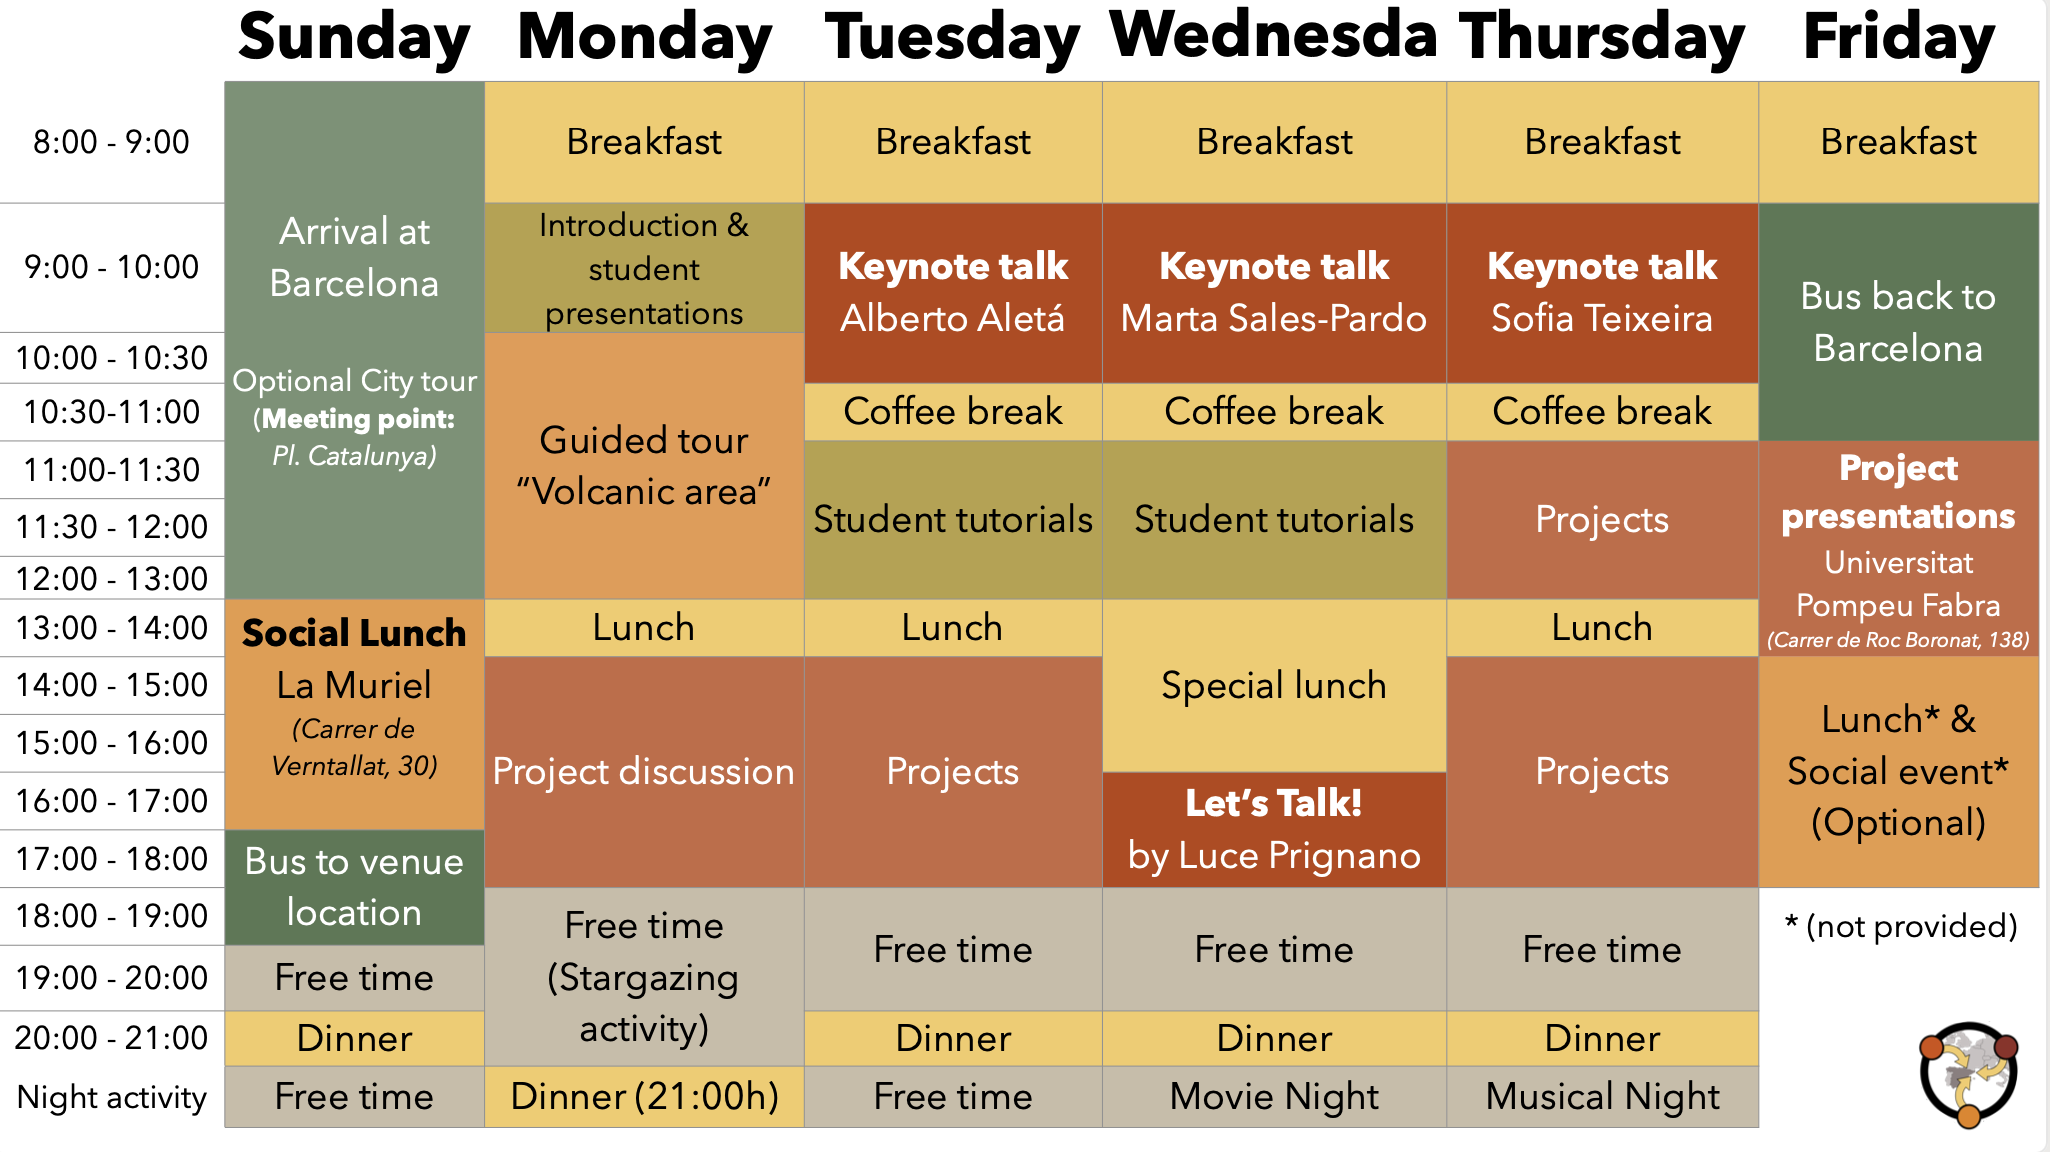 Sunday Monday Tuesday Wednesda Thursday Friday
8:00 - 9:00 Breakfast Breakfast Breakfast Breakfast Breakfast
9:00 - 10:00
10:00 - 10:30
10:30-11:00
11:00-11:30
11:30 - 12:00
12:00 - 13:00
13:00 - 14:00
14:00 - 15:00
15:00 - 16:00
16:00 - 17:00
17:00 - 18:00
18:00 - 19:00
19:00 - 20:00
20:00 - 21:00
Night activity
Arrival at
Barcelona
Optional City tour
(Meeting point:
Pl. Catalunya)
Social Lunch
La Muriel
(Carrer de
Verntallat, 30)
Bus to venue
location
Free time
Dinner
Free time
Introduction &
student
presentations
Guided tour
“Volcanic area”
Lunch
Project discussion
Free time
(Stargazing
activity)
Dinner (21:00h)
Keynote talk
Alberto Aletá
Coffee break
Student tutorials
Lunch
Projects
Free time
Dinner
Free time
Keynote talk
Marta Sales-Pardo
Coffee break
Student tutorials
Special lunch
Let’s Talk!
by Luce Prignano
Free time
Dinner
Movie Night
Keynote talk
Sofia Teixeira
Coffee break
Projects
Lunch
Projects
Free time
Dinner
Musical Night
Bus back to
Barcelona
Project
presentations
Universitat
Pompeu Fabra
(Carrer de Roc Boronat, 138)
Lunch* &
Social event*
(Optional)
* (not provided)